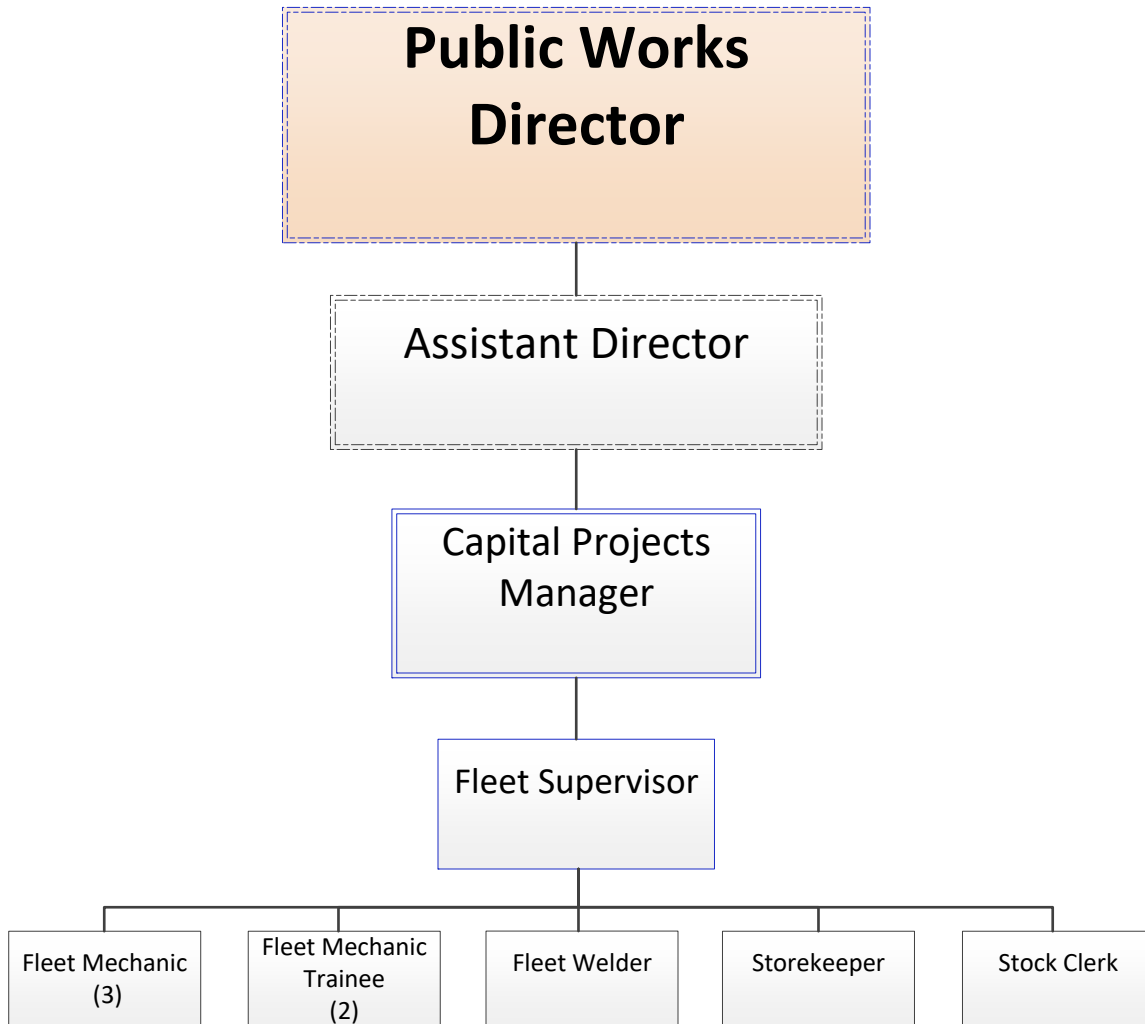 Public Works
Director
Assistant Director
Capital Projects
Manager
Fleet Supervisor
Fleet Mechanic
(3)
Fleet Mechanic
Trainee
(2)
Fleet Welder
Storekeeper
Stock Clerk